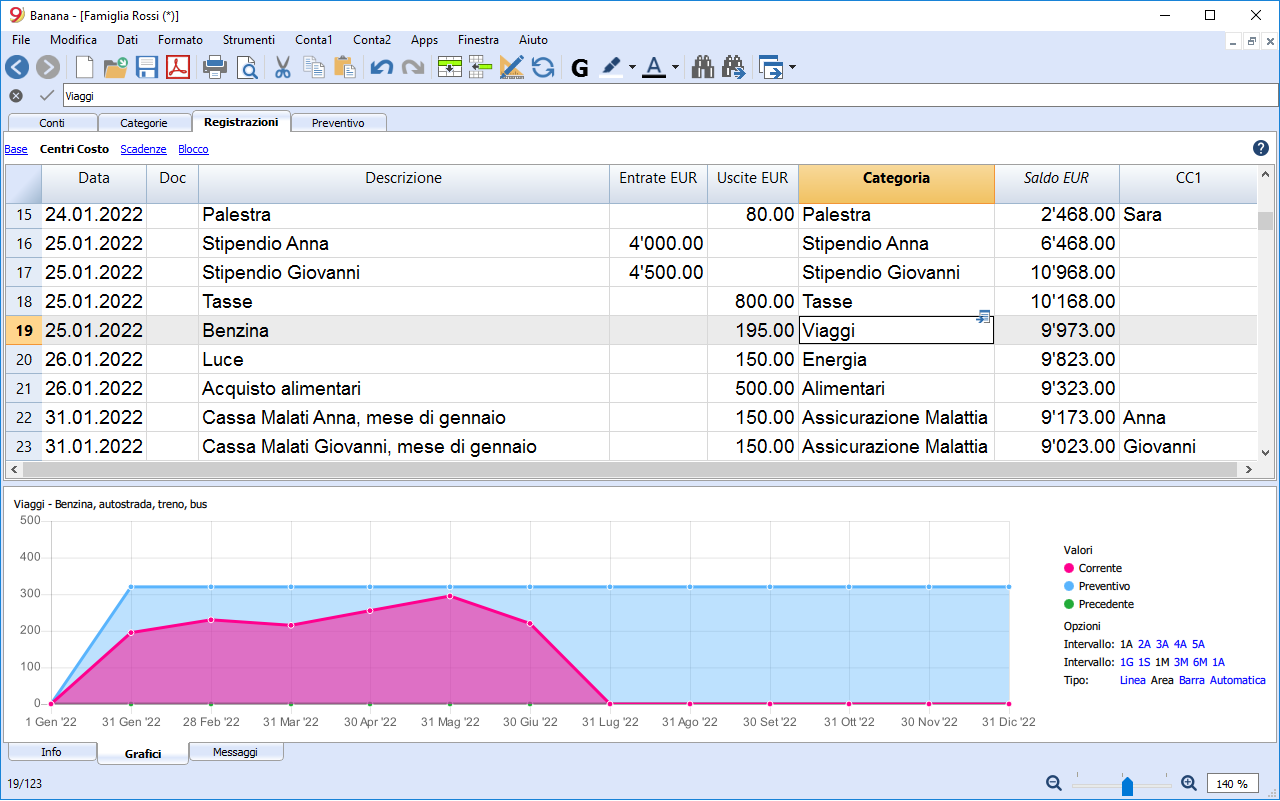 Banana - [Famiglia Rossi (*)]
File Modifica Dati Formato Strumenti Conta1 Conta2 Apps Finestra Aiuto
G A
Viaggi
Conti Categorie Registrazioni Preventivo
Base Centri Costo Scadenze Blocco ?
Data Doc Descrizione Entrate EUR Uscite EUR Categoria Saldo EUR CC1
15 24.01.2022 Palestra 80.00 Palestra 2'468.00 Sara
16 25.01.2022 Stipendio Anna 4'000.00 Stipendio Anna 6'468.00
17 25.01.2022 Stipendio Giovanni 4'500.00 Stipendio Giovanni 10'968.00
18 25.01.2022 Tasse 800.00 Tasse 10'168.00
19 25.01.2022 Benzina 195.00 Viaggi 9'973.00
20 26.01.2022 Luce 150.00 Energia 9'823.00
21 26.01.2022 Acquisto alimentari 500.00 Alimentari 9'323.00
22 31.01.2022 Cassa Malati Anna, mese di gennaio 150.00 Assicurazione Malattia 9'173.00 Anna
23 31.01.2022 Cassa Malati Giovanni, mese di gennaio 150.00 Assicurazione Malattia 9'023.00 Giovanni
Viaggi - Benzina, autostrada, treno, bus
500
400
300
200
100
0
1 Gen '22 31 Gen '22 28 Feb '22 31 Mar '22 30 Apr '22 31 Mag '22 30 Giu '22 31 Lug '22 31 Ago '22 30 Set '22 31 Ott '22 30 Nov '22 31 Dic '22
Valori
Corrente
Preventivo
Precedente
Opzioni
Intervallo: 1A 2A 3A 4A 5A
Intervallo: 1G 1S 1M 3M 6M 1A
Tipo: Linea Area Barra Automatica
Info Grafici Messaggi
19/123 140 %